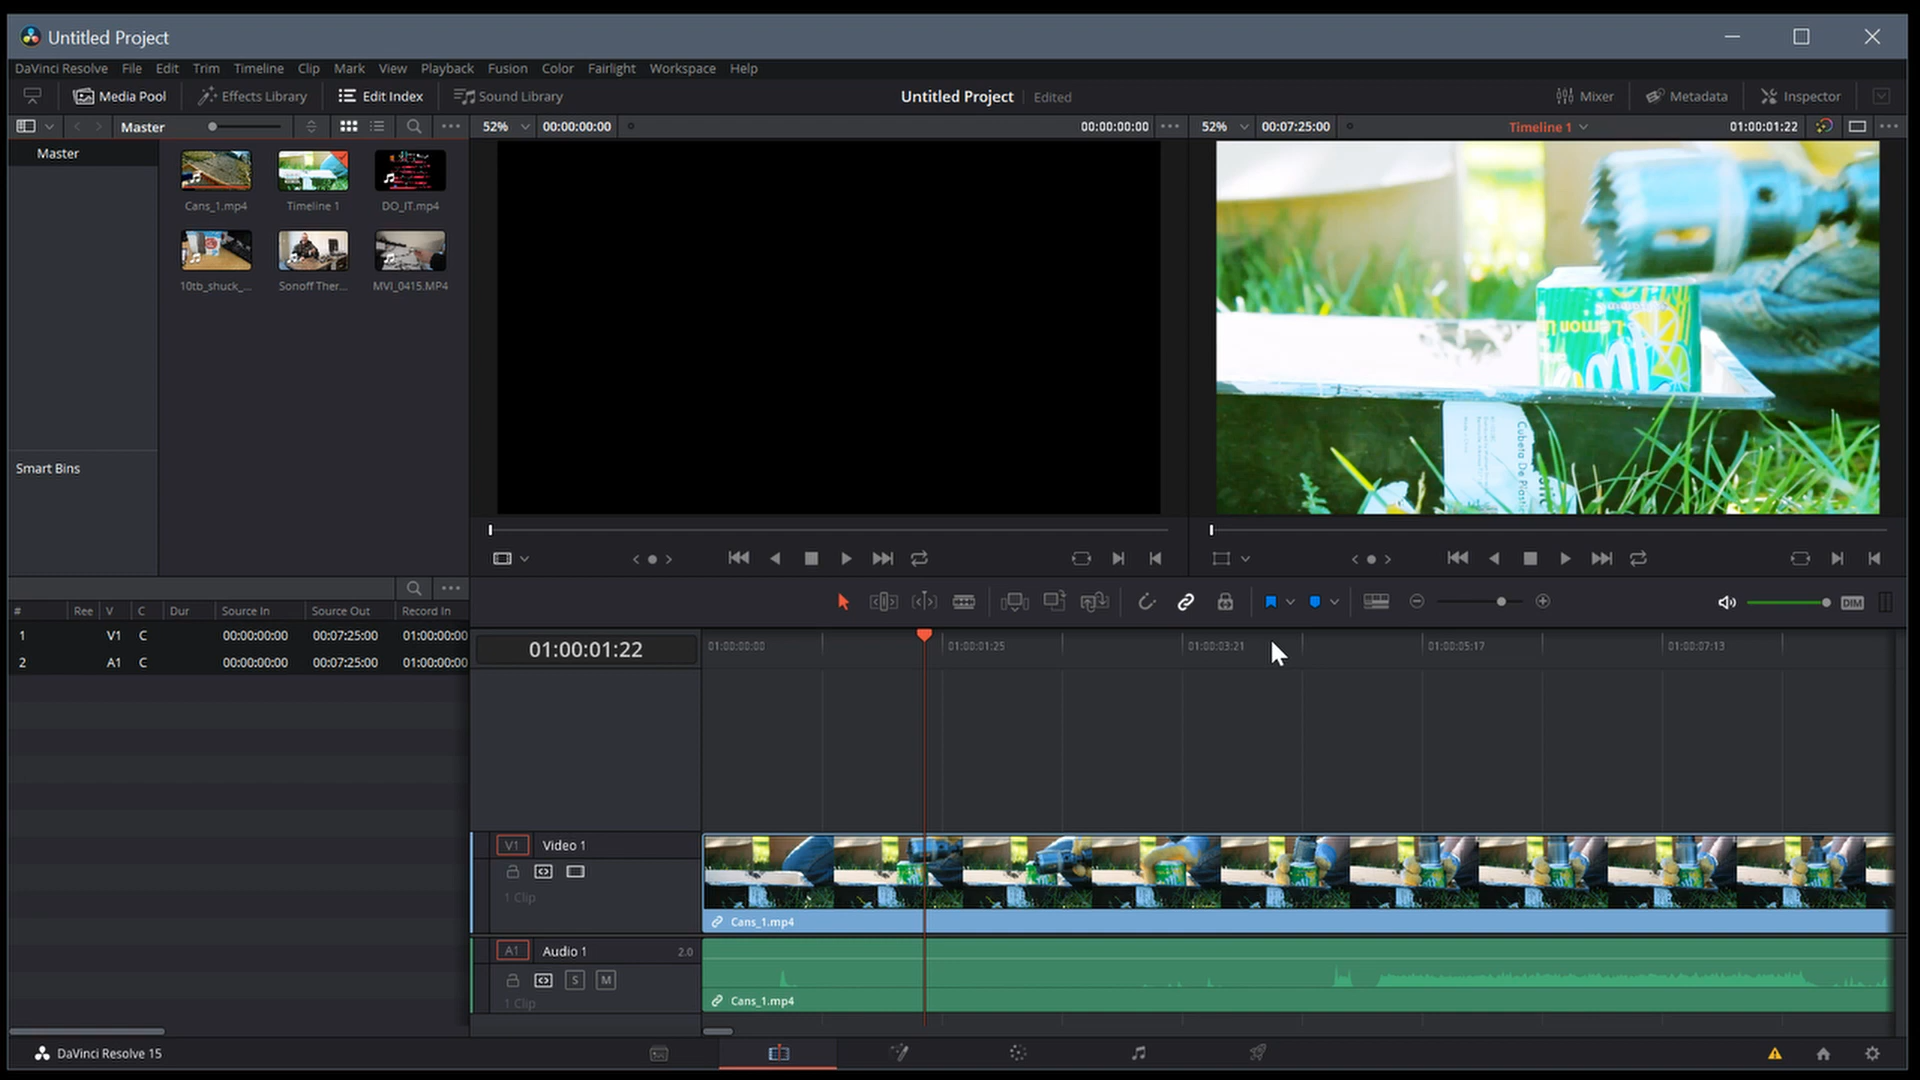 Untitled Project
DaVinci Resolve File Edit Trim Timeline Clip Mark View Playback Fusion Color Fairlight Workspace Help
Media Pool Effects Library Edit Index Sound Library Untitled Project Edited Mixer Metadata Inspector
Master 52% 00:00:00:00 00:00:00:00 52% 00:07:25:00 Timeline 1 01:00:01:22
Master
Cans_1.mp4 Timeline 1 DO_IT.mp4
10tb_shuck_... Sonoff Ther... MVI_0415.MP4
Lemon
Cubeta De Plasti
Smart Bins
# Ree V C Dur Source In Source Out Record In
1 V1 C 00:00:00:00 00:07:25:00 01:00:00:00
2 A1 C 00:00:00:00 00:07:25:00 01:00:00:00
DIM
01:00:01:22
01:00:00:00 01:00:01:25 01:00:03:21 01:00:05:17 01:00:07:13
V1 Video 1
1 Clip
Cans_1.mp4
A1 Audio 1 2.0
S M
1 Clip
Cans_1.mp4
DaVinci Resolve 15